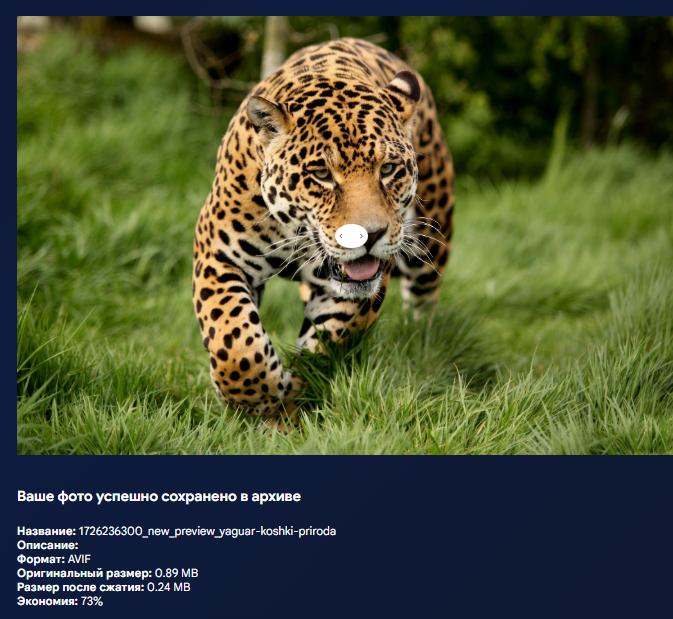 Ваше фото успешно сохранено в архиве
Название: 1726236300_new_preview_yaguar-koshki-priroda
Описание:
Формат: AVIF
Оригинальный размер: 0.89 MB
Размер после сжатия: 0.24 MB
Экономия: 73%